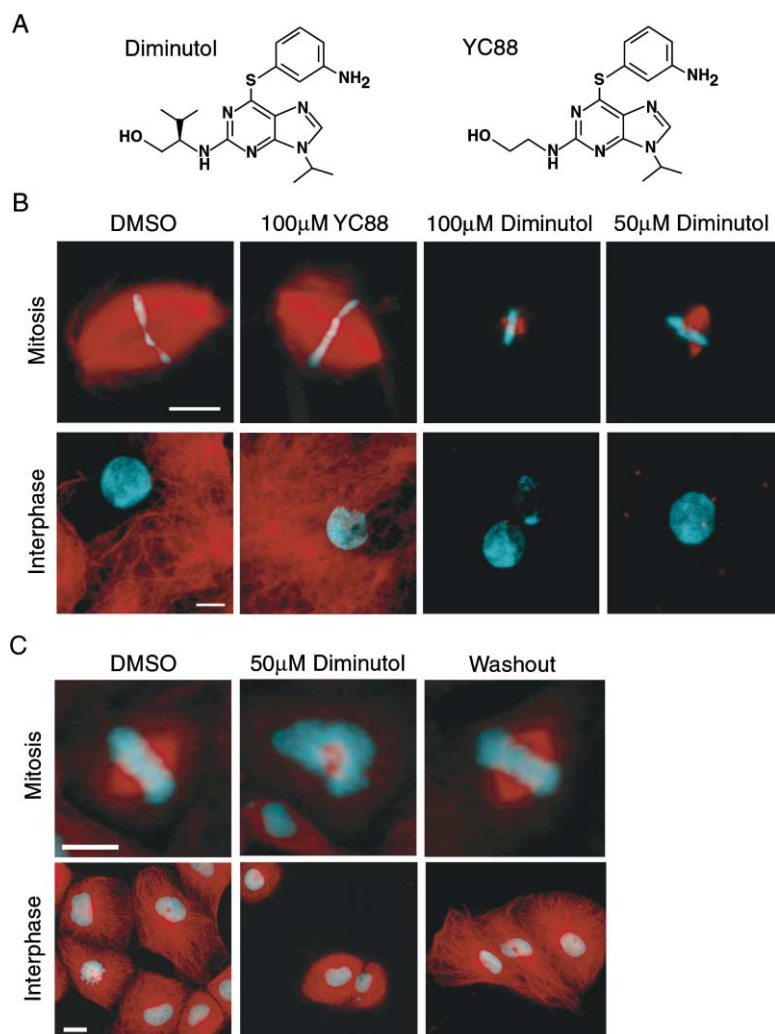 A
Diminutol
YC88
S
NH₂
HO
N
N
N
H
N
N
S
NH₂
HO
N
N
N
H
N
N
B
DMSO
100µM YC88
100µM Diminutol
50µM Diminutol
Mitosis
Interphase
C
DMSO
50µM Diminutol
Washout
Mitosis
Interphase